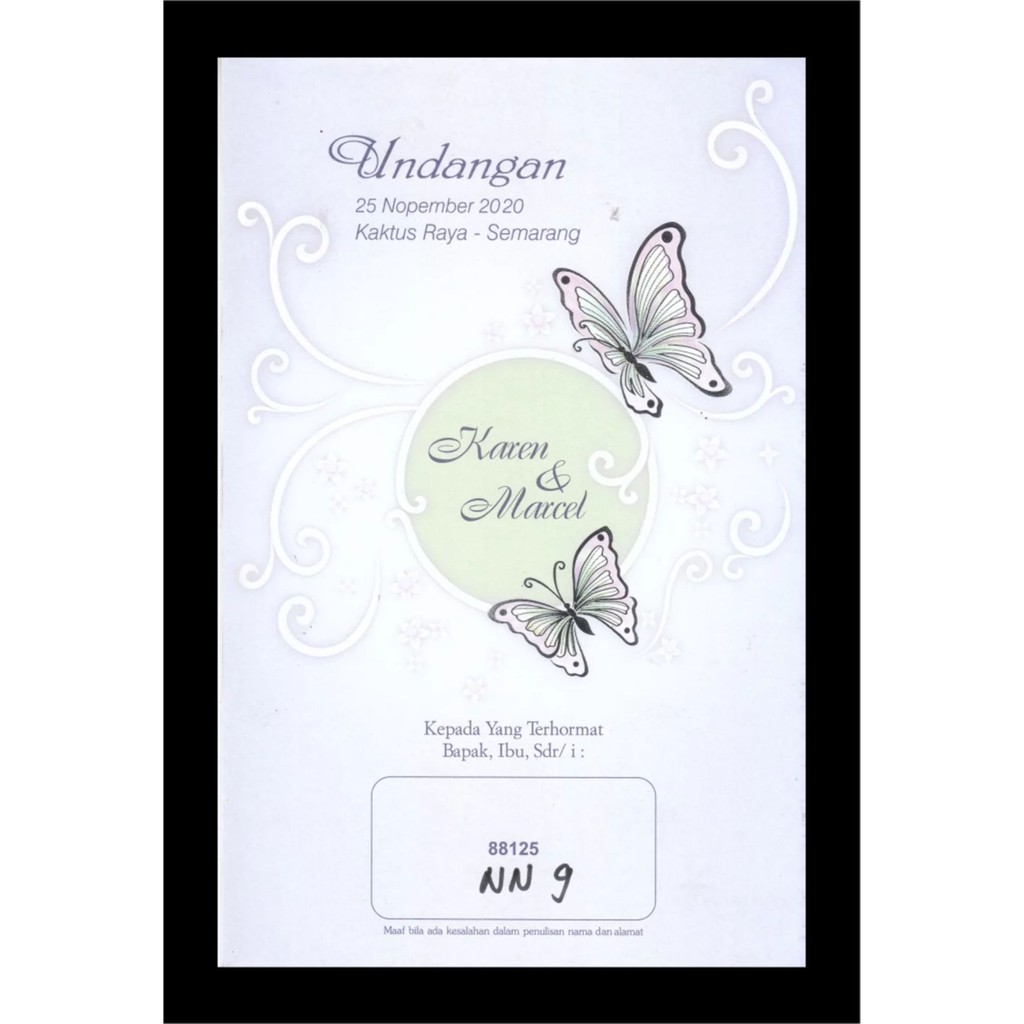 Undangan
25 Nopember 2020
Kaktus Raya - Semarang
Karen
&
Marcel
Kepada Yang Terhormat
Bapak, Ibu, Sdr/ i :
88125
NN 9
Maaf bila ada kesalahan dalam penulisan nama dan alamat